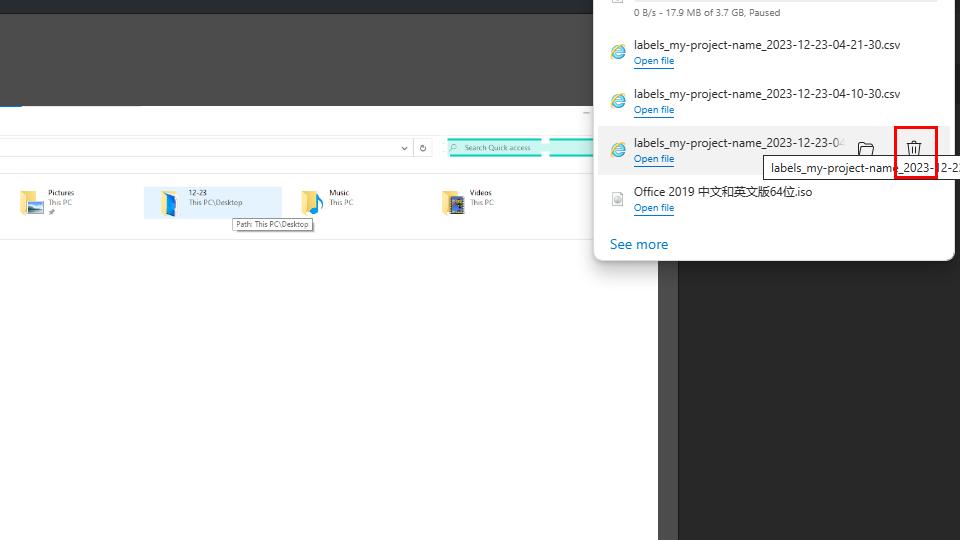 0 B/s - 17.9 MB of 3.7 GB, Paused
labels_my-project-name_2023-12-23-04-21-30.csv
Open file
labels_my-project-name_2023-12-23-04-10-30.csv
Open file
labels_my-project-name_2023-12-23-04
Open file
labels_my-project-name_2023-12-23
Office 2019 中文和英文版64位.iso
Open file
See more
Search Quick access
Pictures
This PC
12-23
This PC\Desktop
Music
This PC
Videos
This PC
Path: This PC\Desktop